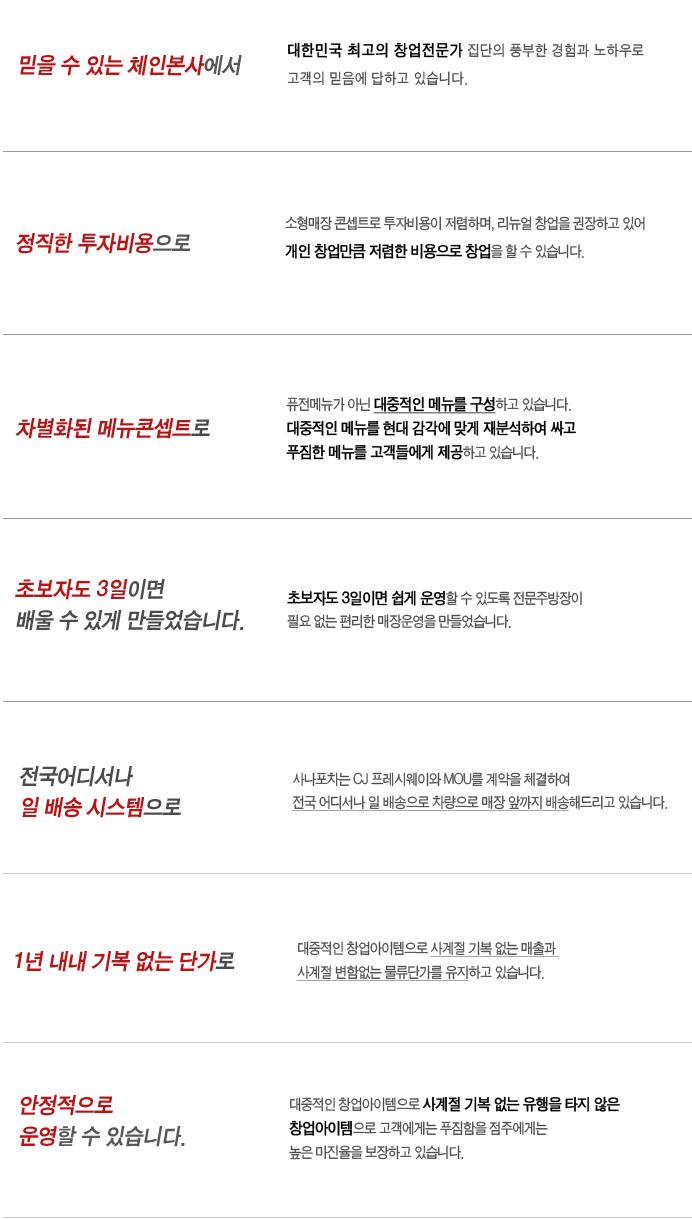 믿을 수 있는 체인본사에서
대한민국 최고의 창업전문가 집단의 풍부한 경험과 노하우로
고객의 믿음에 답하고 있습니다.
정직한 투자비용으로
소형매장 콘셉트로 투자비용이 저렴하며, 리뉴얼 창업을 권장하고 있어
개인 창업만큼 저렴한 비용으로 창업을 할 수 있습니다.
차별화된 메뉴콘셉트로
퓨전메뉴가 아닌 대중적인 메뉴를 구성하고 있습니다.
대중적인 메뉴를 현대 감각에 맞게 재분석하여 싸고
푸짐한 메뉴를 고객들에게 제공하고 있습니다.
초보자도 3일이면
배울 수 있게 만들었습니다.
초보자도 3일이면 쉽게 운영할 수 있도록 전문주방장이
필요 없는 편리한 매장운영을 만들었습니다.
전국어디서나
일 배송 시스템으로
사나포차는 CJ 프레시웨이와 MOU를 계약을 체결하여
전국 어디서나 일 배송으로 차량으로 매장 앞까지 배송해드리고 있습니다.
1년 내내 기복 없는 단가로
대중적인 창업아이템으로 사계절 기복 없는 매출과
사계절 변함없는 물류단가를 유지하고 있습니다.
안정적으로
운영할 수 있습니다.
대중적인 창업아이템으로 사계절 기복 없는 유행을 타지 않은
창업아이템으로 고객에게는 푸짐함을 점주에게는
높은 마진율을 보장하고 있습니다.